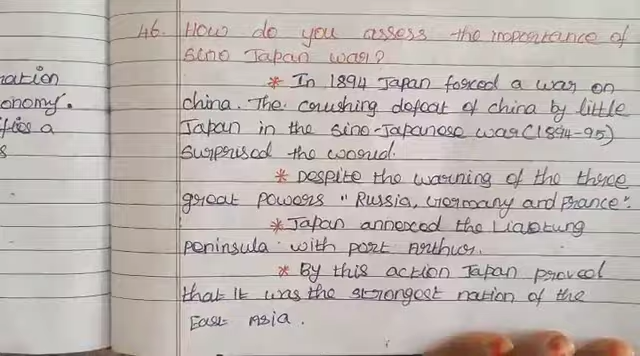 nation
onomy.
46. How do you assess the importance of
Sino Japan war?
* In 1894 Japan forced a war on
china. The crushing defeat of china by little
Japan in the sino-Japanese war (1894-95)
surprised the world.
* Despite the warning of the three
great powers "Russia, Germany and France".
* Japan annexed the Liaotung
peninsula with port Arthur.
* By this action Japan proved
that It was the strongest nation of the
East Asia.